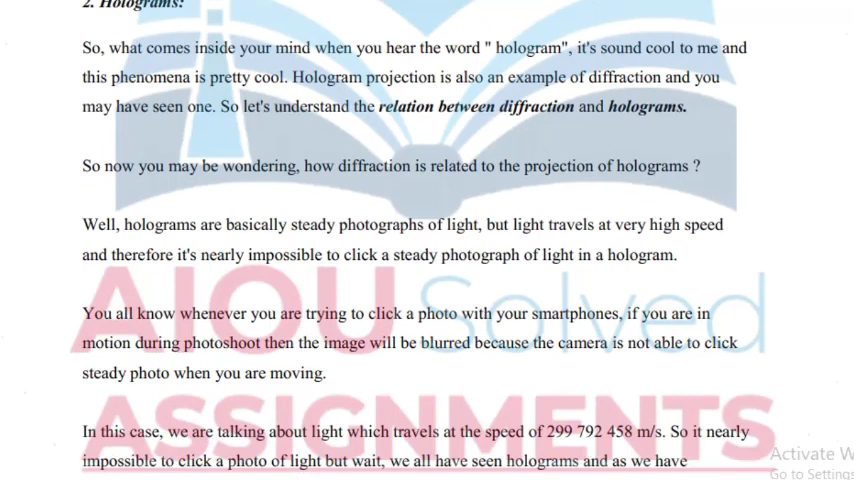 2. Holograms:
So, what comes inside your mind when you hear the word " hologram", it's sound cool to me and
this phenomena is pretty cool. Hologram projection is also an example of diffraction and you
may have seen one. So let's understand the relation between diffraction and holograms.
So now you may be wondering, how diffraction is related to the projection of holograms ?
Well, holograms are basically steady photographs of light, but light travels at very high speed
and therefore it's nearly impossible to click a steady photograph of light in a hologram.
AIOU Solved
You all know whenever you are trying to click a photo with your smartphones, if you are in
motion during photoshoot then the image will be blurred because the camera is not able to click
steady photo when you are moving.
ASSIGNMENTS
In this case, we are talking about light which travels at the speed of 299 792 458 m/s. So it nearly
impossible to click a photo of light but wait, we all have seen holograms and as we have
Activate W
Go to Settings